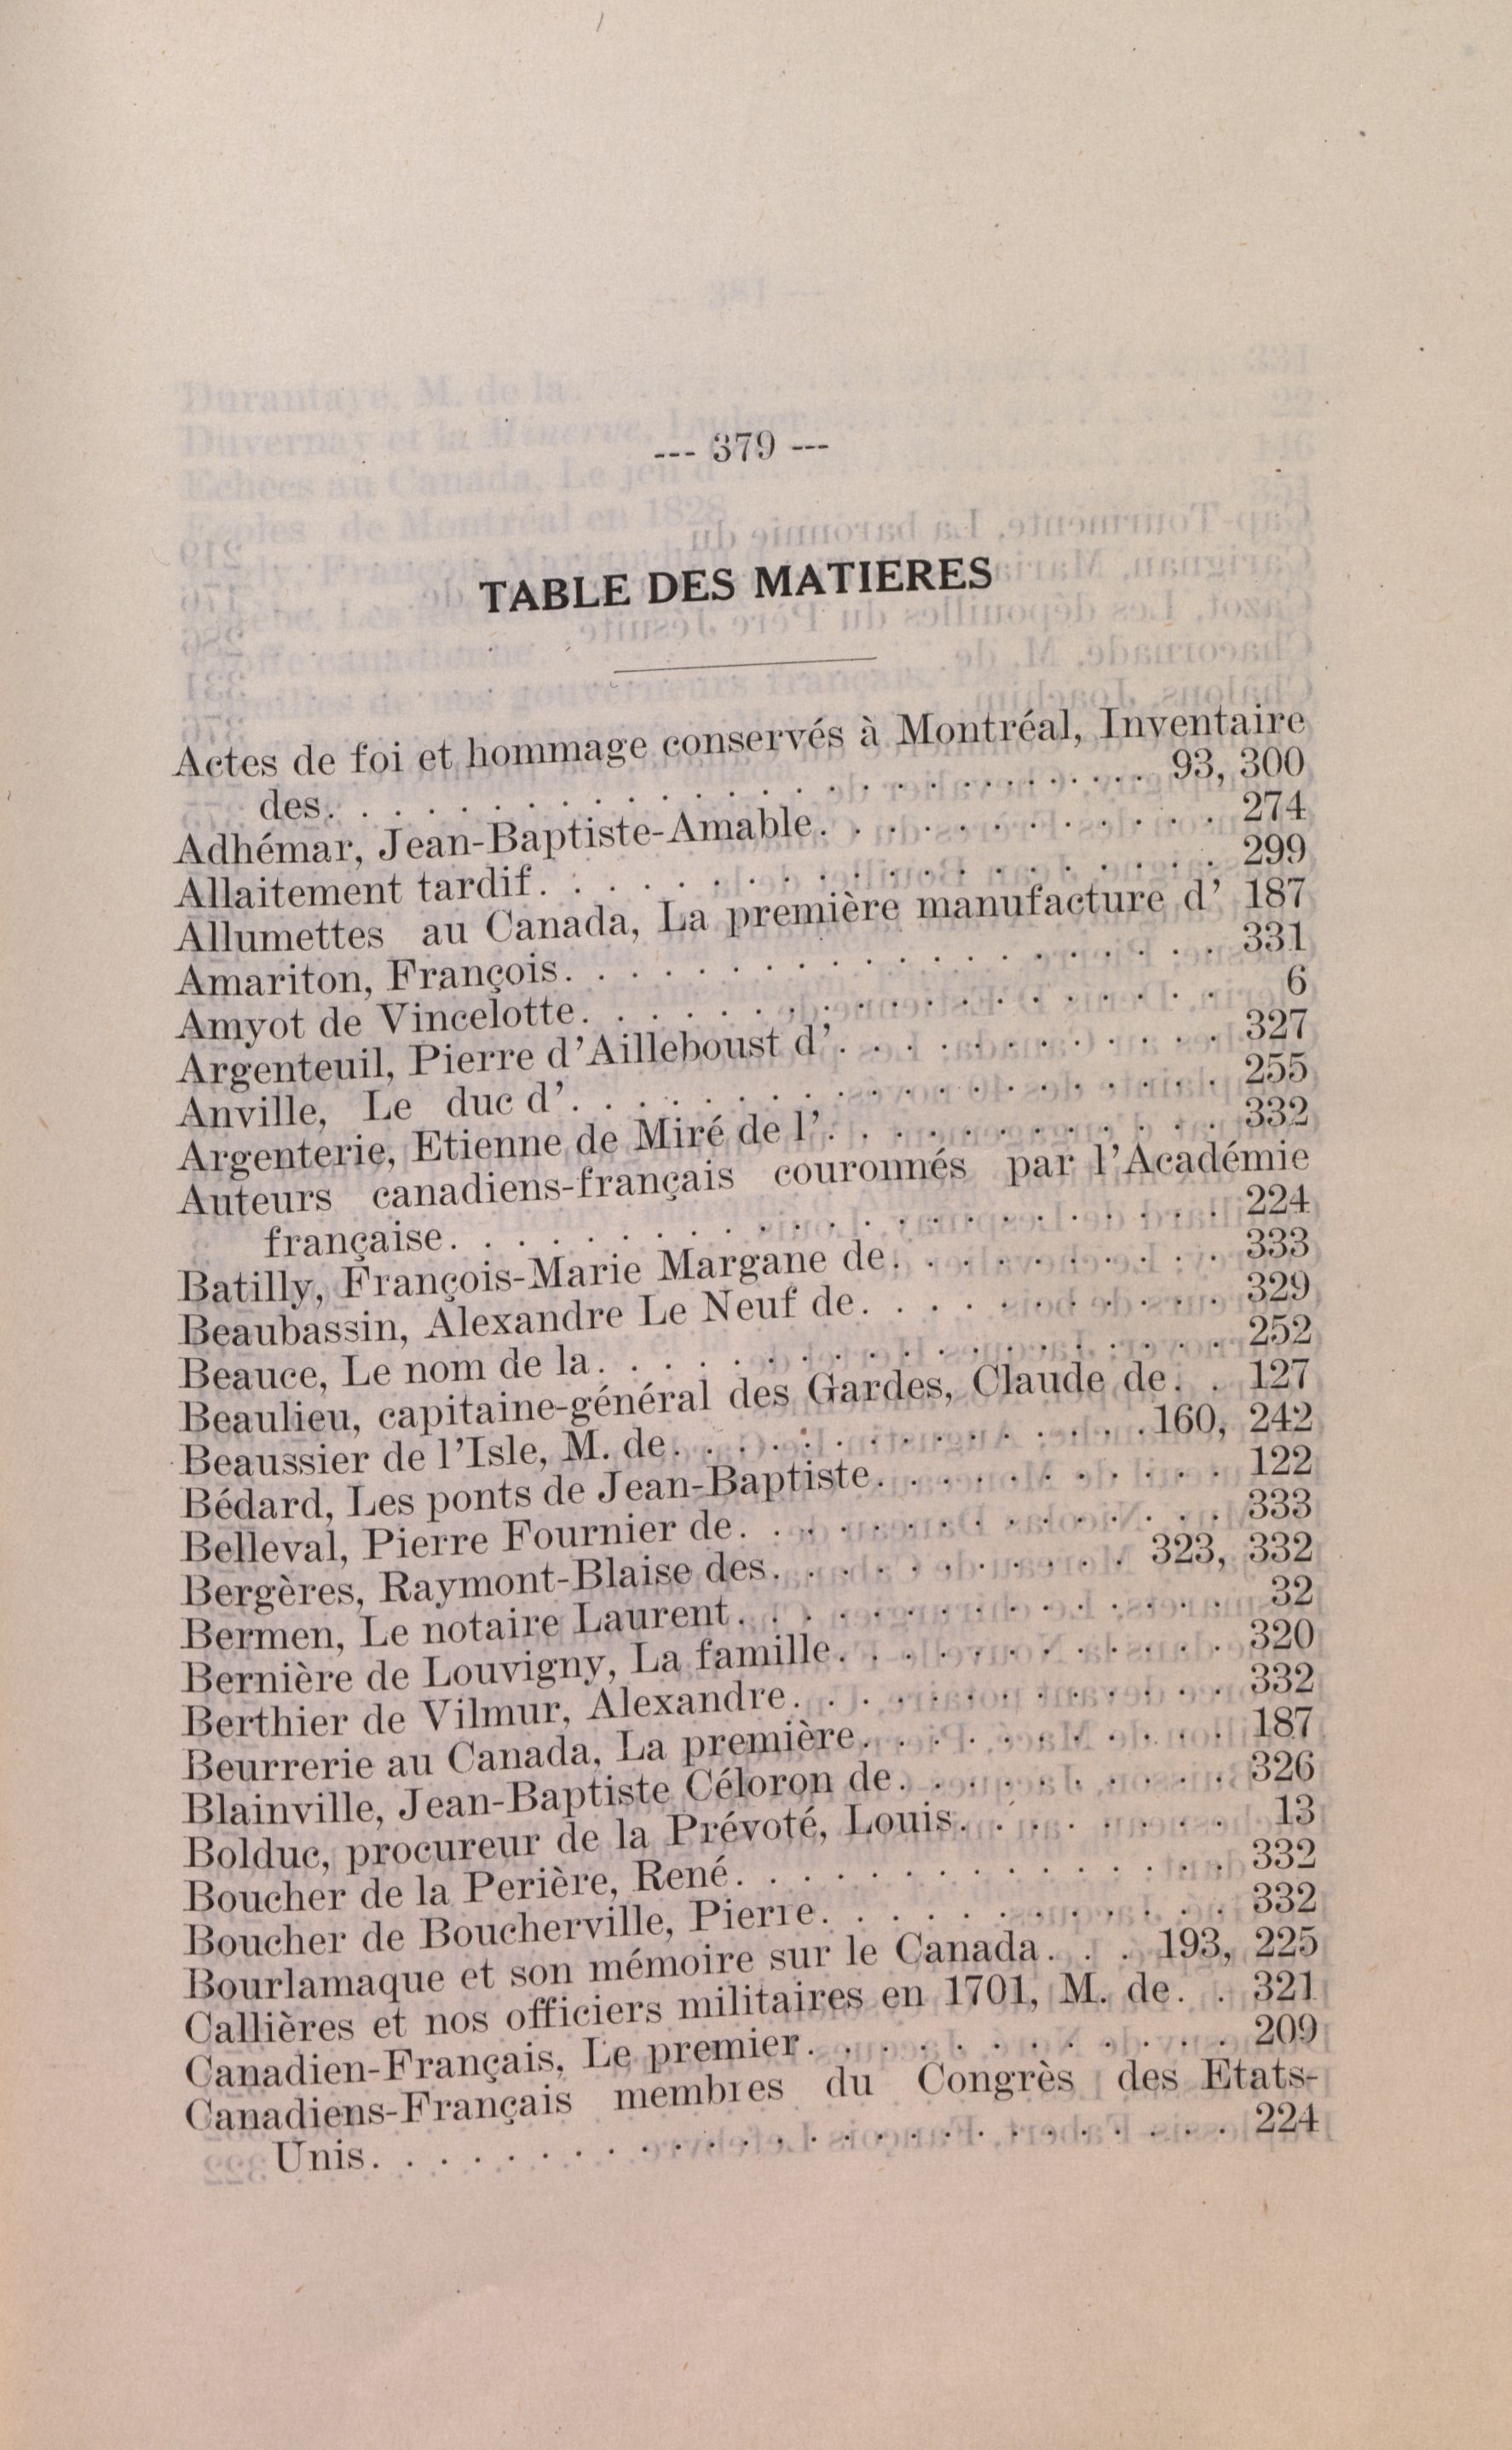 --- 379 ---
TABLE DES MATIERES
Actes de foi et hommage conservés à Montréal, Inventaire
des. . . . . . . . . . . . . . . . . . . . 93, 300
Adhémar, Jean-Baptiste-Amable. . . . . . . . . . . 274
Allaitement tardif. . . . . . . . . . . . . . . . . 299
Allumettes au Canada, La première manufacture d' 187
Amariton, François. . . . . . . . . . . . . . . . . 331
Amyot de Vincelotte. . . . . . . . . . . . . . . . 6
Argenteuil, Pierre d'Ailleboust d'. . . . . . . . . 327
Anville, Le duc d'. . . . . . . . . . . . . . . . . 255
Argenterie, Etienne de Miré de l'. . . . . . . . . . 332
Auteurs canadiens-français couronnés par l'Académie
française. . . . . . . . . . . . . . . . . . . . 224
Batilly, François-Marie Margane de. . . . . . . . . 333
Beaubassin, Alexandre Le Neuf de. . . . . . . . . . 329
Beauce, Le nom de la. . . . . . . . . . . . . . . . 252
Beaulieu, capitaine-général des Gardes, Claude de. . 127
Beaussier de l'Isle, M. de. . . . . . . . . . . 160, 242
Bédard, Les ponts de Jean-Baptiste. . . . . . . . . 122
Belleval, Pierre Fournier de. . . . . . . . . . . . 333
Bergères, Raymont-Blaise des. . . . . . . . . . 323, 332
Bermen, Le notaire Laurent. . . . . . . . . . . . . 32
Bernière de Louvigny, La famille. . . . . . . . . . 320
Berthier de Vilmur, Alexandre. . . . . . . . . . . . 332
Beurrerie au Canada, La première. . . . . . . . . . 187
Blainville, Jean-Baptiste Céloron de. . . . . . . . 326
Bolduc, procureur de la Prévoté, Louis. . . . . . . 13
Boucher de la Perière, René. . . . . . . . . . . . . 332
Boucher de Boucherville, Pierre. . . . . . . . . . . 332
Bourlamaque et son mémoire sur le Canada. . . 193, 225
Callières et nos officiers militaires en 1701, M. de. . 321
Canadien-Français, Le premier. . . . . . . . . . . . 209
Canadiens-Français membres du Congrès des Etats-
Unis. . . . . . . . . . . . . . . . . . . . . . 224